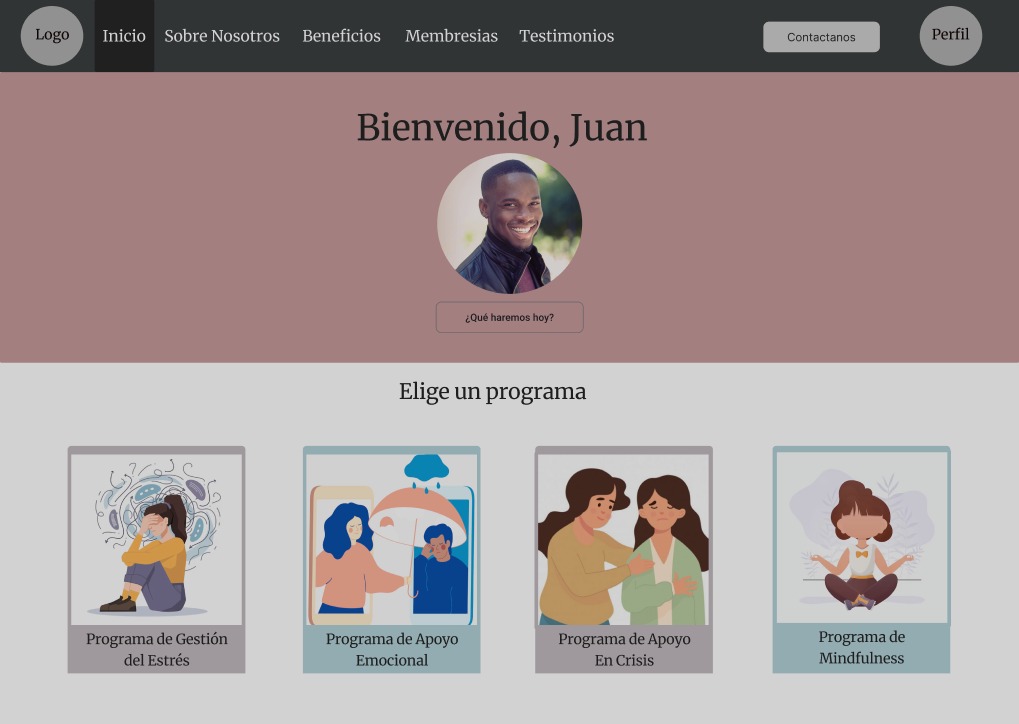 Logo
Inicio
Sobre Nosotros
Beneficios
Membresias
Testimonios
Contactanos
Perfil
Bienvenido, Juan
¿Qué haremos hoy?
Elige un programa
Programa de Gestión
del Estrés
Programa de Apoyo
Emocional
Programa de Apoyo
En Crisis
Programa de
Mindfulness